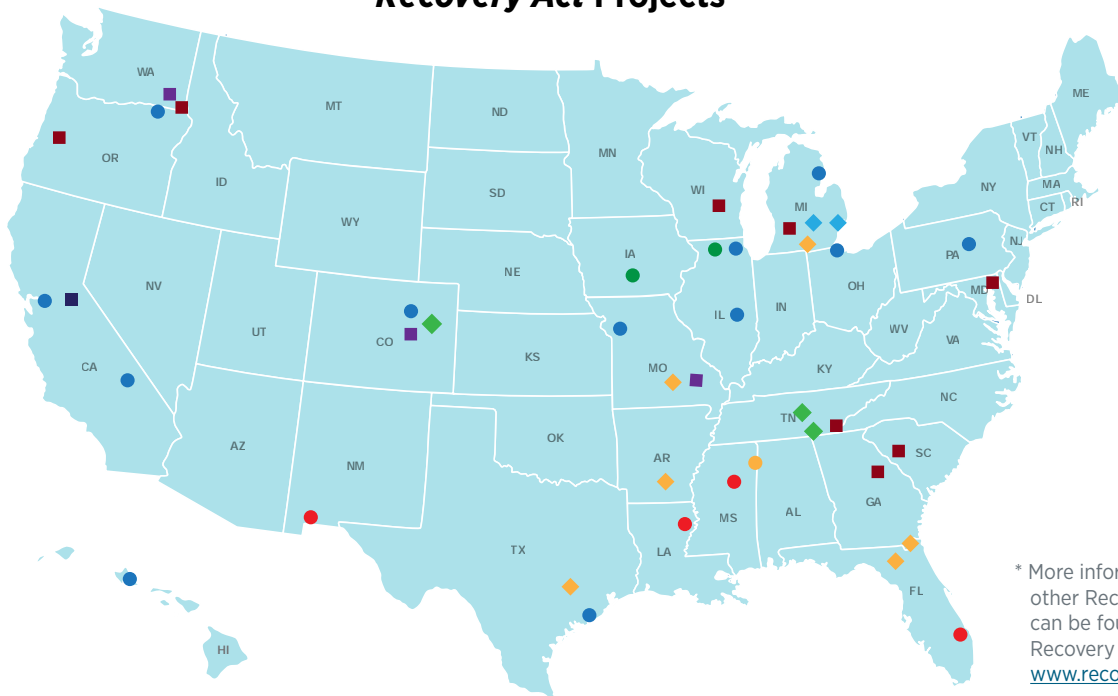 Recovery Act Projects
WA
MT
ND
MN
ME
VT
NH
OR
ID
SD
WI
MI
NY
MA
CT
RI
WY
IA
PA
NJ
NV
NE
OH
MD
DL
UT
CO
IL
IN
WV
VA
CA
KS
MO
KY
NC
TN
AZ
NM
OK
AR
SC
MS
AL
GA
TX
LA
FL
HI
* More infor
other Rec
can be fou
Recovery
www.reco